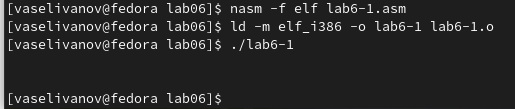 [vaselivanov@fedora lab06]$ nasm -f elf lab6-1.asm
[vaselivanov@fedora lab06]$ ld -m elf_i386 -o lab6-1 lab6-1.o
[vaselivanov@fedora lab06]$ ./lab6-1
[vaselivanov@fedora lab06]$